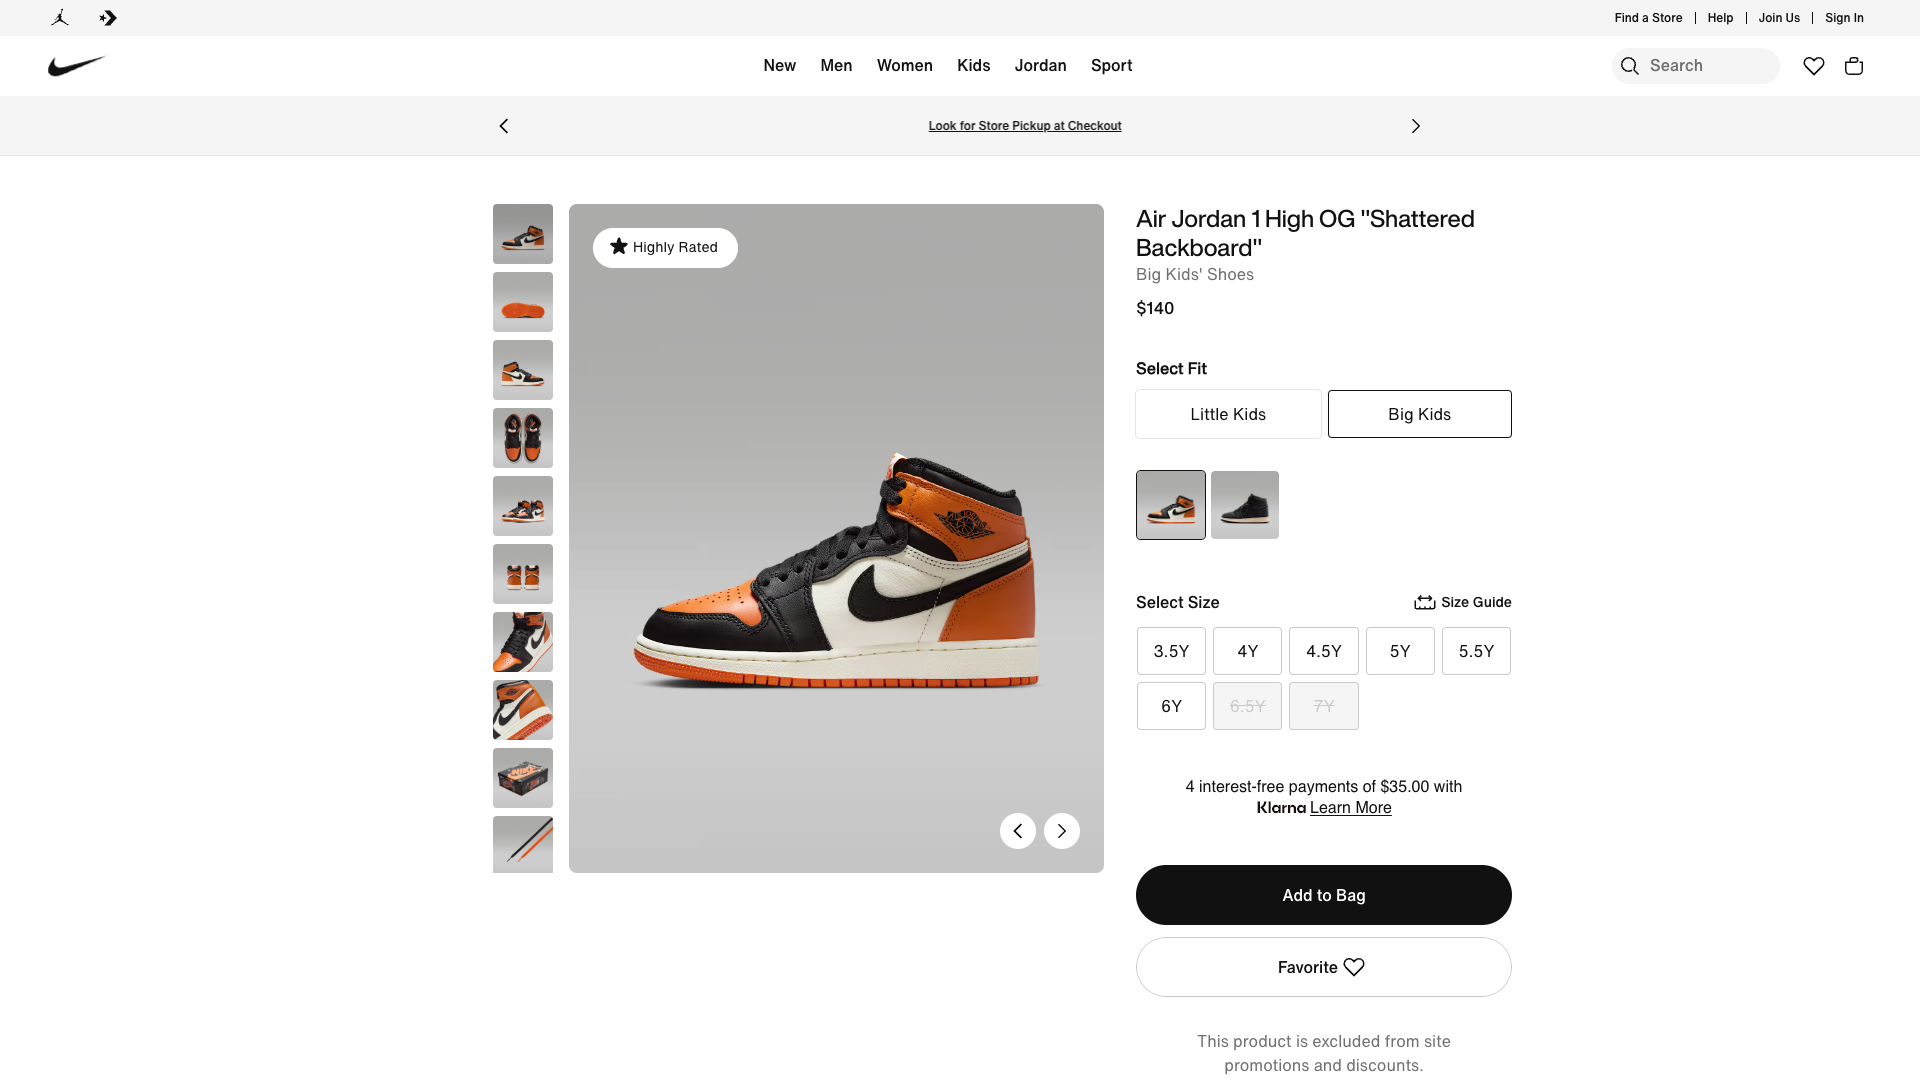 Find a Store
Help
Join Us
Sign In
New
Men
Women
Kids
Jordan
Sport
Search
Look for Store Pickup at Checkout
Highly Rated
Air Jordan 1 High OG "Shattered
Backboard"
Big Kids' Shoes
$140
Select Fit
Little Kids
Big Kids
Select Size
Size Guide
3.5Y
4Y
4.5Y
5Y
5.5Y
6Y
6.5Y
7Y
4 interest-free payments of $35.00 with
Klarna Learn More
Add to Bag
Favorite
This product is excluded from site
promotions and discounts.